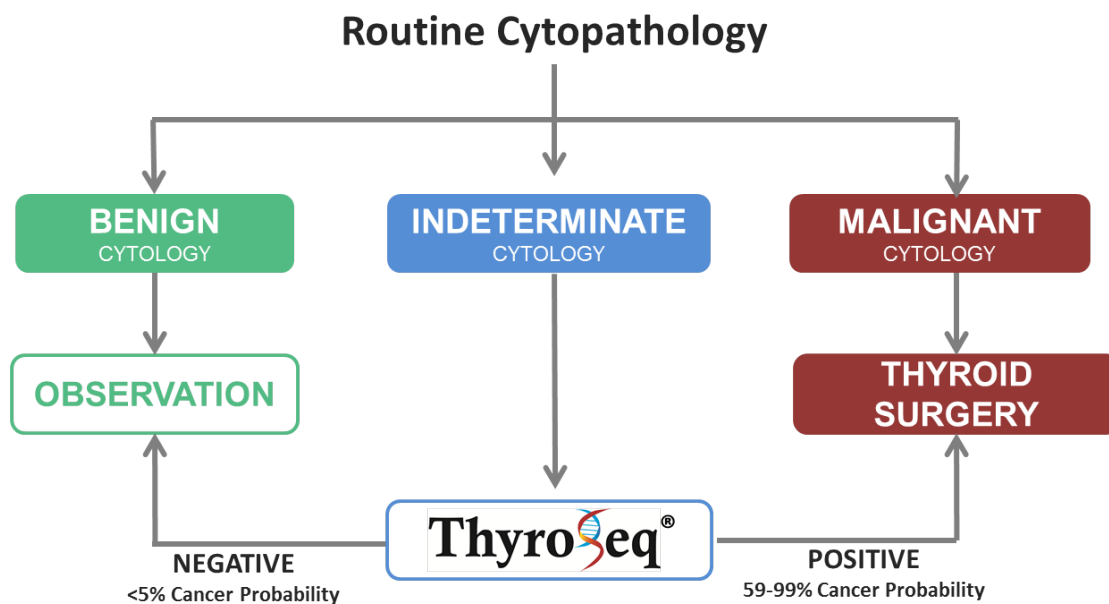 Routine Cytopathology
BENIGN
CYTOLOGY
INDETERMINATE
CYTOLOGY
MALIGNANT
CYTOLOGY
OBSERVATION
THYROID
SURGERY
ThyroSeq®
NEGATIVE
<5% Cancer Probability
POSITIVE
59-99% Cancer Probability